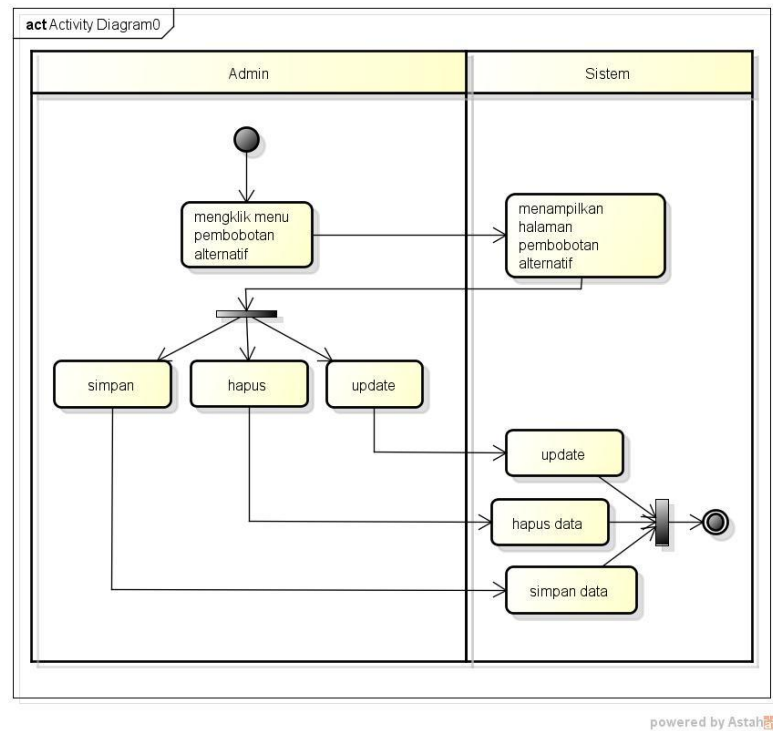 act Activity Diagram0
Admin
Sistem
mengklik menu
pembobotan
alternatif
menampilkan
halaman
pembobotan
alternatif
simpan
hapus
update
update
hapus data
simpan data
powered by Astah